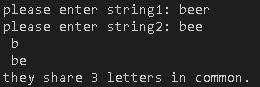 please enter string1: beer
please enter string2: bee
 b
 be
they share 3 letters in common.